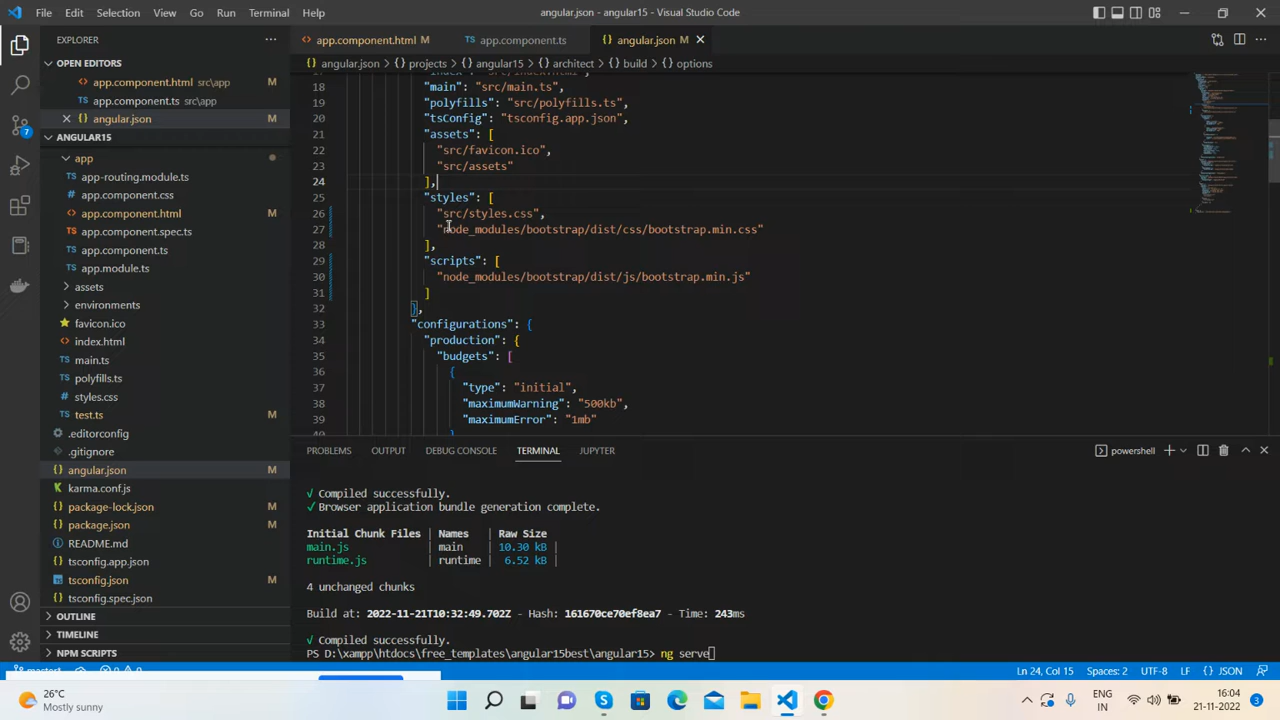 File Edit Selection View Go Run Terminal Help
angular.json - angular15 - Visual Studio Code
EXPLORER
OPEN EDITORS
app.component.html src\app
app.component.ts src\app
angular.json M
ANGULAR15
app
app-routing.module.ts
app.component.css
app.component.html M
app.component.spec.ts
app.component.ts
app.module.ts
assets
environments
favicon.ico
index.html
main.ts
polyfills.ts
styles.css
test.ts M
.editorconfig
.gitignore
angular.json M
karma.conf.js
package-lock.json M
package.json M
README.md
tsconfig.app.json
tsconfig.json M
tsconfig.spec.json
OUTLINE
TIMELINE
NPM SCRIPTS
7
app.component.html M
app.component.ts
angular.json M
angular.json > projects > angular15 > architect > build > options
17 "index": "src/index.html",
18 "main": "src/main.ts",
19 "polyfills": "src/polyfills.ts",
20 "tsConfig": "tsconfig.app.json",
21 "assets": [
22 "src/favicon.ico",
23 "src/assets"
24 ],
25 "styles": [
26 "src/styles.css",
27 "node_modules/bootstrap/dist/css/bootstrap.min.css"
28 ],
29 "scripts": [
30 "node_modules/bootstrap/dist/js/bootstrap.min.js"
31 ]
32 },
33 "configurations": {
34 "production": {
35 "budgets": [
36 {
37 "type": "initial",
38 "maximumWarning": "500kb",
39 "maximumError": "1mb"
40 }
PROBLEMS OUTPUT DEBUG CONSOLE TERMINAL JUPYTER
powershell
√ Compiled successfully.
√ Browser application bundle generation complete.
Initial Chunk Files | Names | Raw Size
main.js | main | 10.30 kB |
runtime.js | runtime | 6.52 kB |
4 unchanged chunks
Build at: 2022-11-21T10:32:49.702Z - Hash: 161670ce70ef8ea7 - Time: 243ms
√ Compiled successfully.
PS D:\xampp\htdocs\free_templates\angular15best\angular15> ng serve
Ln 24, Col 15 Spaces: 2 UTF-8 LF {} JSON
26°C
Mostly sunny
ENG
IN
16:04
21-11-2022
3